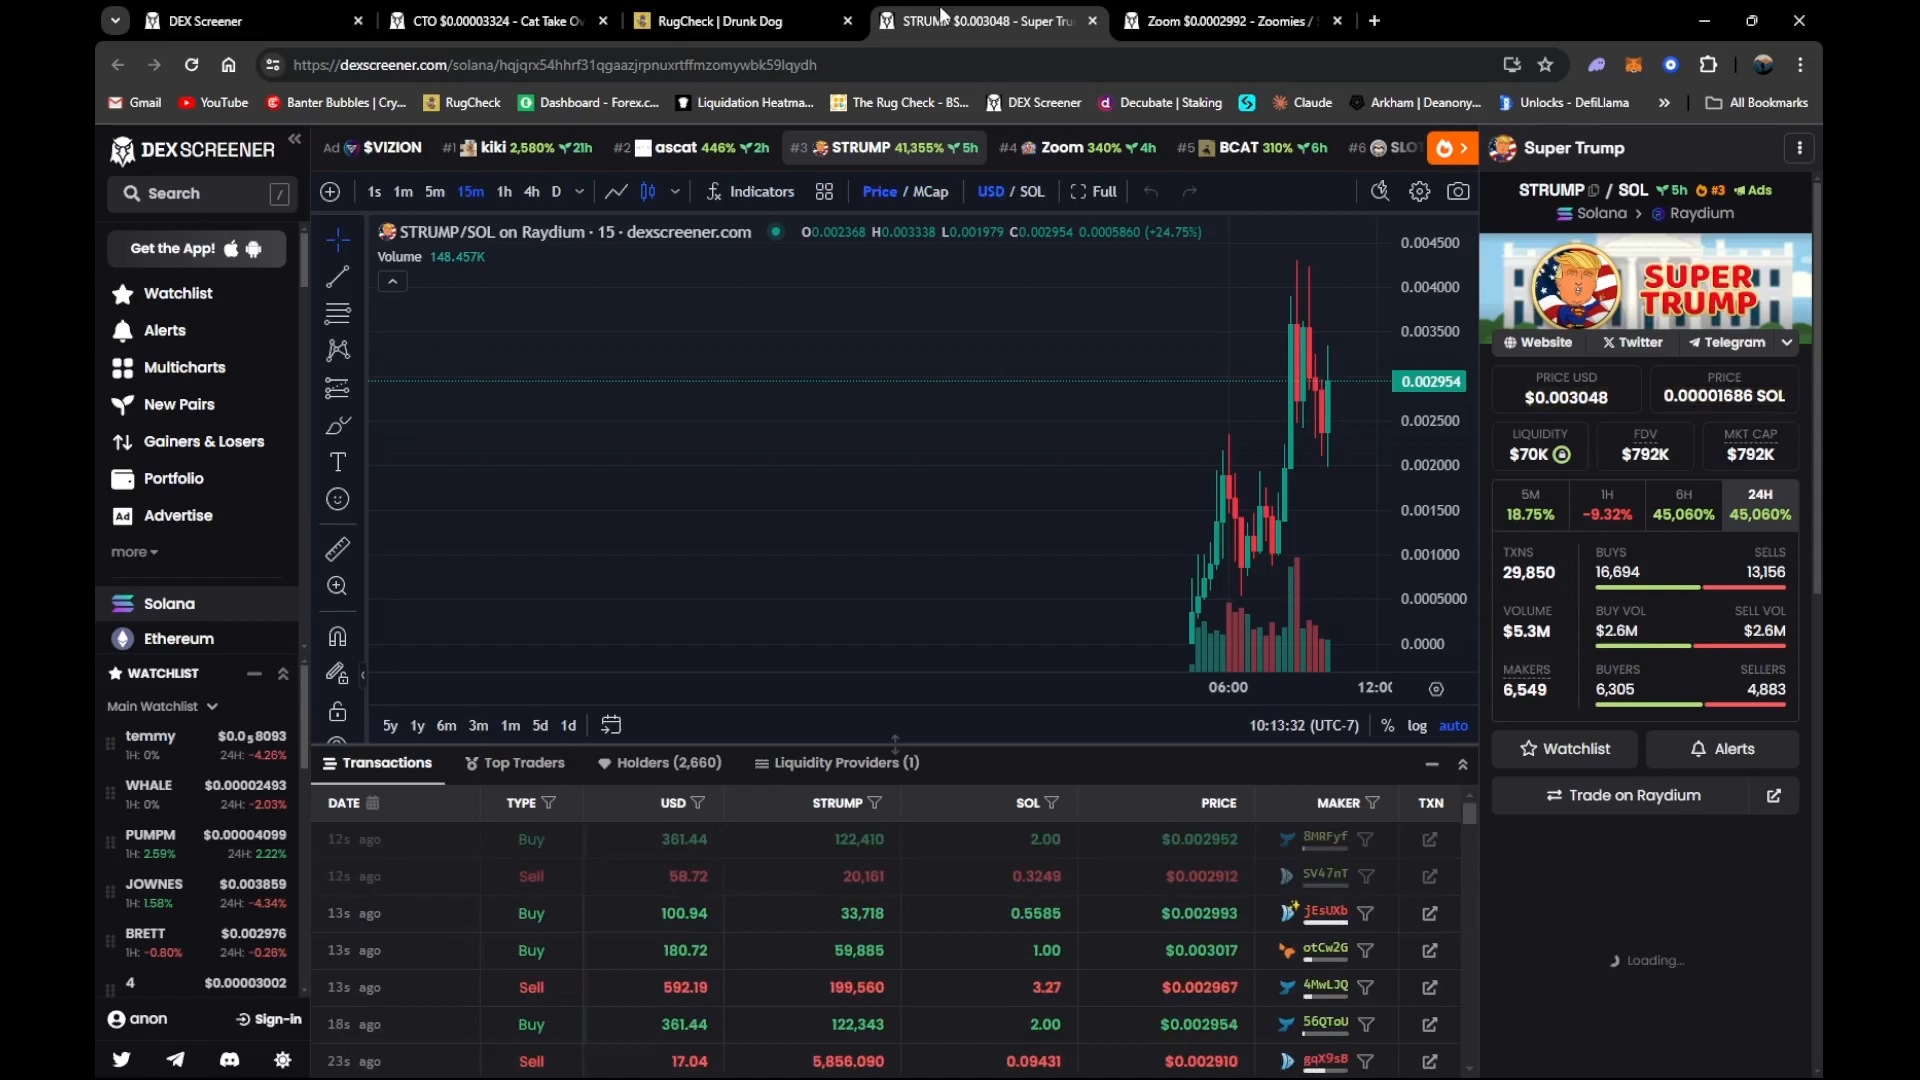 DEX Screener
CTO $0.00003324 - Cat Take Ov
RugCheck | Drunk Dog
STRUMP $0.003048 - Super Tru
Zoom $0.0002992 - Zoomies /
https://dexscreener.com/solana/hqjqrx54hhrf31qgaazjrpnuxrtffmzomywbk59lqydh
Gmail
YouTube
Banter Bubbles | Cry...
RugCheck
Dashboard - Forex.c...
Liquidation Heatma...
The Rug Check - BS...
DEX Screener
Decubate | Staking
Claude
Arkham | Deanony...
Unlocks - DefiLlama
»
All Bookmarks
DEXSCREENER
Search /
Get the App!
Watchlist
Alerts
Multicharts
New Pairs
Gainers & Losers
Portfolio
Ad Advertise
more
Solana
Ethereum
WATCHLIST
Main Watchlist
temmy $0.0₅8093
1H: 0% 24H: -4.26%
WHALE $0.00002493
1H: 0% 24H: -2.03%
PUMPM $0.00004099
1H: 2.59% 24H: 2.22%
JOWNES $0.003859
1H: 1.58% 24H: -4.34%
BRETT $0.002976
1H: -0.80% 24H: -0.26%
4 $0.00003002
anon Sign-in
Ad $VIZION #1 kiki 2,580% 21h #2 ascat 446% 2h #3 STRUMP 41,355% 5h #4 Zoom 340% 4h #5 BCAT 310% 6h #6 SLOT
1s 1m 5m 15m 1h 4h D Indicators Price / MCap USD / SOL Full
STRUMP/SOL on Raydium · 15 · dexscreener.com O0.002368 H0.003338 L0.001979 C0.002954 0.0005860 (+24.75%)
Volume 148.457K
0.004500
0.004000
0.003500
0.002954
0.002500
0.002000
0.001500
0.001000
0.0005000
0.0000
06:00 12:0
5y 1y 6m 3m 1m 5d 1d 10:13:32 (UTC-7) % log auto
Transactions Top Traders Holders (2,660) Liquidity Providers (1)
DATE TYPE USD STRUMP SOL PRICE MAKER TXN
12s ago Buy 361.44 122,410 2.00 $0.002952 8MRFyf
12s ago Sell 58.72 20,161 0.3249 $0.002912 SV47nT
13s ago Buy 100.94 33,718 0.5585 $0.002993 jEsUXb
13s ago Buy 180.72 59,885 1.00 $0.003017 otCw2G
13s ago Sell 592.19 199,560 3.27 $0.002967 4MwLJQ
18s ago Buy 361.44 122,343 2.00 $0.002954 56QToU
23s ago Sell 17.04 5,856.090 0.09431 $0.002910 gqX9sB
Super Trump
STRUMP / SOL 5h #3 Ads
Solana > Raydium
SUPER
TRUMP
Website Twitter Telegram
PRICE USD
$0.003048
PRICE
0.00001686 SOL
LIQUIDITY
$70K
FDV
$792K
MKT CAP
$792K
5M
18.75%
1H
-9.32%
6H
45,060%
24H
45,060%
TXNS
29,850
BUYS
16,694
SELLS
13,156
VOLUME
$5.3M
BUY VOL
$2.6M
SELL VOL
$2.6M
MAKERS
6,549
BUYERS
6,305
SELLERS
4,883
Watchlist Alerts
Trade on Raydium
Loading...